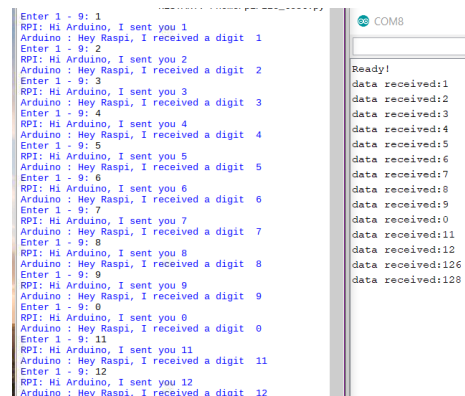 Enter 1 - 9: 1
RPI: Hi Arduino, I sent you 1
Arduino : Hey Raspi, I received a digit  1
Enter 1 - 9: 2
RPI: Hi Arduino, I sent you 2
Arduino : Hey Raspi, I received a digit  2
Enter 1 - 9: 3
RPI: Hi Arduino, I sent you 3
Arduino : Hey Raspi, I received a digit  3
Enter 1 - 9: 4
RPI: Hi Arduino, I sent you 4
Arduino : Hey Raspi, I received a digit  4
Enter 1 - 9: 5
RPI: Hi Arduino, I sent you 5
Arduino : Hey Raspi, I received a digit  5
Enter 1 - 9: 6
RPI: Hi Arduino, I sent you 6
Arduino : Hey Raspi, I received a digit  6
Enter 1 - 9: 7
RPI: Hi Arduino, I sent you 7
Arduino : Hey Raspi, I received a digit  7
Enter 1 - 9: 8
RPI: Hi Arduino, I sent you 8
Arduino : Hey Raspi, I received a digit  8
Enter 1 - 9: 9
RPI: Hi Arduino, I sent you 9
Arduino : Hey Raspi, I received a digit  9
Enter 1 - 9: 0
RPI: Hi Arduino, I sent you 0
Arduino : Hey Raspi, I received a digit  0
Enter 1 - 9: 11
RPI: Hi Arduino, I sent you 11
Arduino : Hey Raspi, I received a digit  11
Enter 1 - 9: 12
RPI: Hi Arduino, I sent you 12
Arduino : Hey Raspi, I received a digit  12
COM8
Ready!
data received:1
data received:2
data received:3
data received:4
data received:5
data received:6
data received:7
data received:8
data received:9
data received:0
data received:11
data received:12
data received:126
data received:128